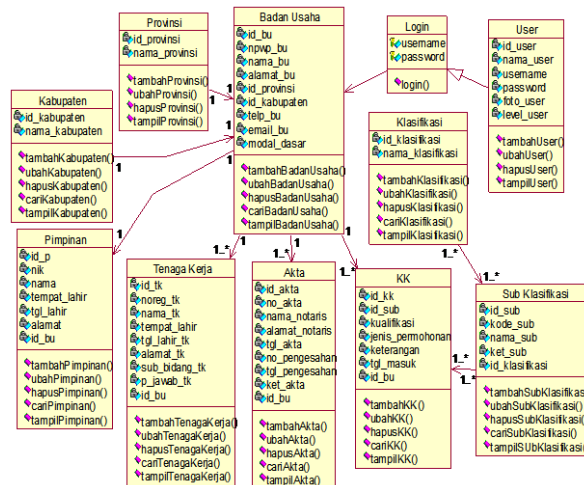 Provinsi
id_provinsi
nama_provinsi
tambahProvinsi()
ubahProvinsi()
hapusProvinsi()
tampilProvinsi()
Badan Usaha
id_bu
npwp_bu
nama_bu
alamat_bu
id_provinsi
id_kabupaten
telp_bu
email_bu
modal_dasar
tambahBadanUsaha()
ubahBadanUsaha()
hapusBadanUsaha()
cariBadanUsaha()
tampilBadanUsaha()
Login
username
password
login()
User
id_user
nama_user
username
password
foto_user
level_user
tambahUser()
ubahUser()
hapusUser()
tampilUser()
Kabupaten
id_kabupaten
nama_kabupaten
tambahKabupaten()
ubahKabupaten()
hapusKabupaten()
cariKabupaten()
tampilKabupaten()
Klasifikasi
id_klasifikasi
nama_klasifikasi
tambahKlasifikasi()
ubahKlasifikasi()
hapusKlasifikasi()
cariKlasifikasi()
tampilKlasifikasi()
Pimpinan
id_p
nik
nama
tempat_lahir
tgl_lahir
alamat
id_bu
tambahPimpinan()
ubahPimpinan()
hapusPimpinan()
cariPimpinan()
tampilPimpinan()
Tenaga Kerja
id_tk
noreg_tk
nama_tk
tempat_lahir
tgl_lahir_tk
alamat_tk
sub_bidang_tk
p_jawab_tk
id_bu
tambahTenagaKerja()
ubahTenagaKerja()
hapusTenagaKerja()
cariTenagaKerja()
tampilTenagaKerja()
Akta
id_akta
no_akta
nama_notaris
alamat_notaris
tgl_akta
no_pengesahan
tgl_pengesahan
ket_akta
id_bu
tambahAkta()
ubahAkta()
hapusAkta()
cariAkta()
tampilAkta()
KK
id_kk
id_sub
kualifikasi
jenis_permohonan
keterangan
tgl_masuk
id_bu
tambahKK()
ubahKK()
hapusKK()
cariKK()
tampilKK()
Sub Klasifikasi
id_sub
kode_sub
nama_sub
ket_sub
id_klasifikasi
tambahSubKlasifikasi()
ubahSubKlasifikasi()
hapusSubKlasifikasi()
cariSubKlasifikasi()
tampilSUbKlasifikasi()
1
1
1
1
1
1
1
1
1
1..*
1..*
1..*
1..*
1..*
1..*